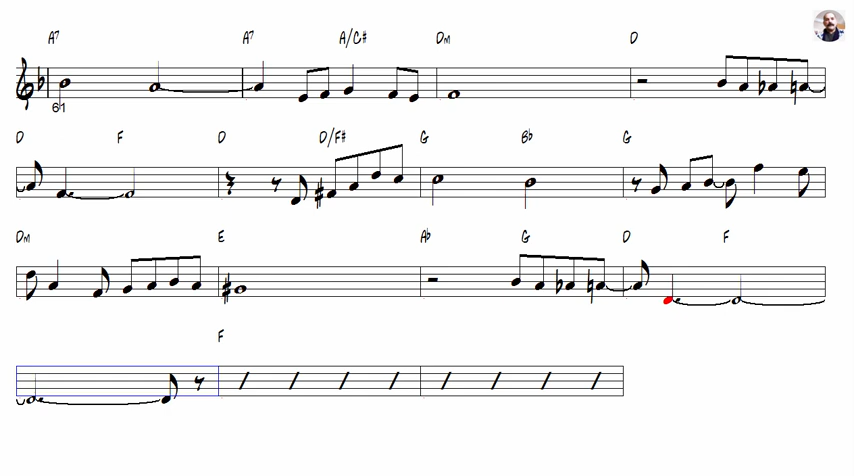 A7 A7 A/C# Dm D
61
D F D D/F# G Bb G
Dm E Ab G D F
F